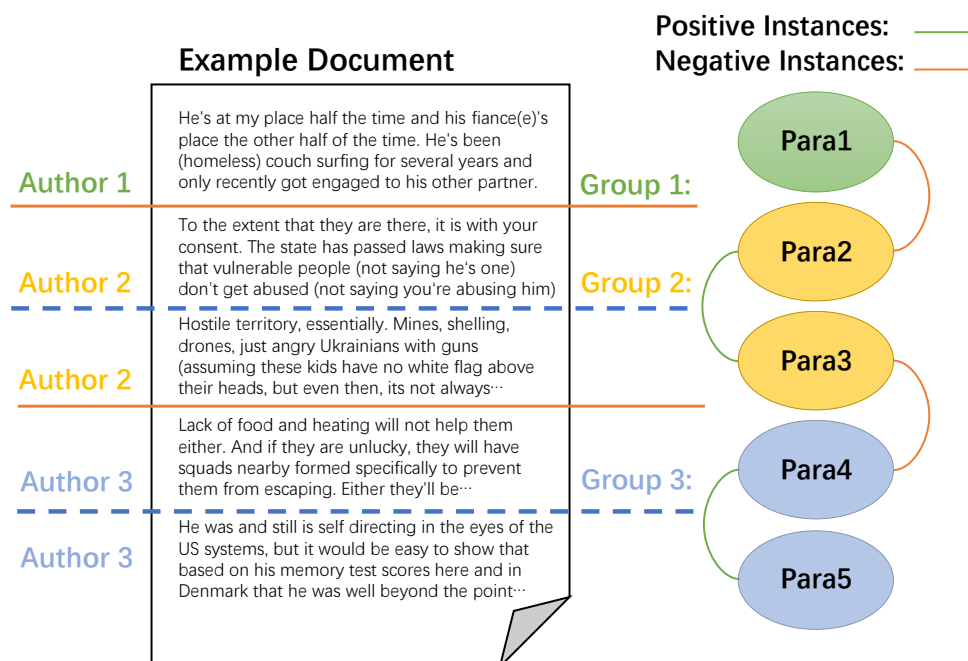 Positive Instances:
Negative Instances:
Example Document
He's at my place half the time and his fiance(e)'s
place the other half of the time. He's been
(homeless) couch surfing for several years and
only recently got engaged to his other partner.
Author 1
Group 1:
Para1
To the extent that they are there, it is with your
consent. The state has passed laws making sure
that vulnerable people (not saying he‘s one)
don’t get abused (not saying you‘re abusing him)
Author 2
Group 2:
Para2
Hostile territory, essentially. Mines, shelling,
drones, just angry Ukrainians with guns
(assuming these kids have no white flag above
their heads, but even then, its not always···
Author 2
Para3
Lack of food and heating will not help them
either. And if they are unlucky, they will have
squads nearby formed specifically to prevent
them from escaping. Either they'll be···
Author 3
Group 3:
Para4
He was and still is self directing in the eyes of the
US systems, but it would be easy to show that
based on his memory test scores here and in
Denmark that he was well beyond the point···
Author 3
Para5